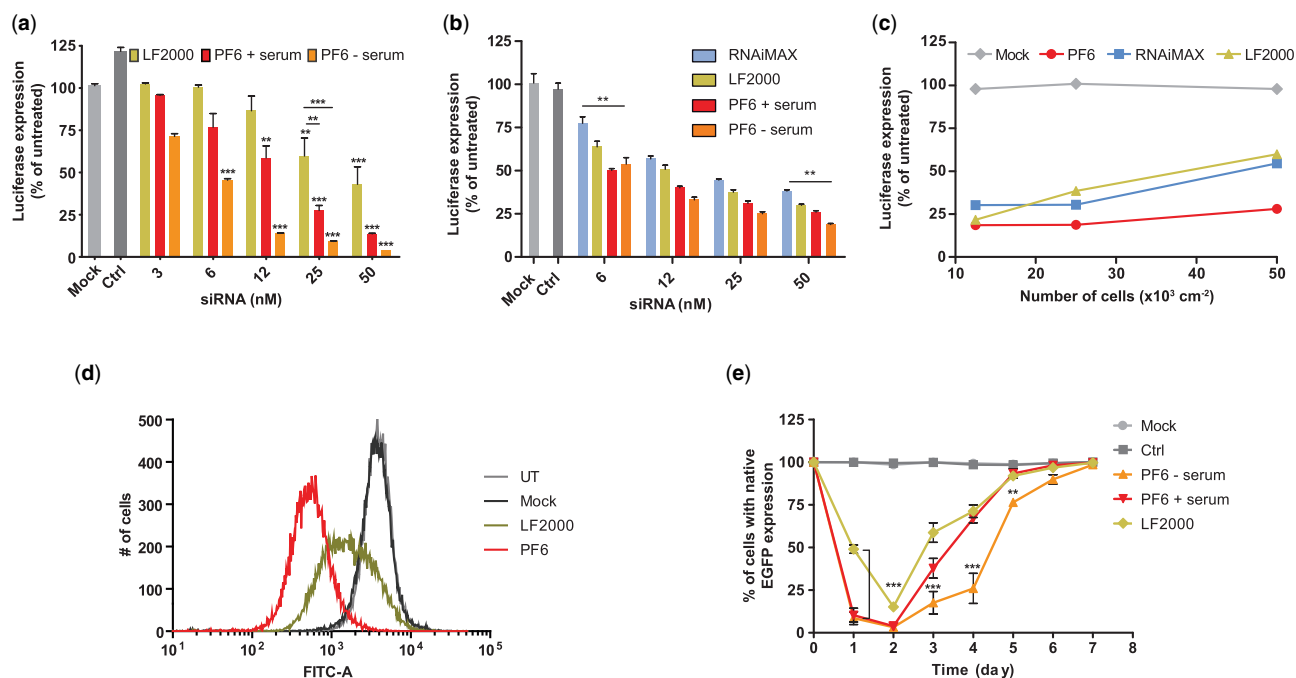 (a)
125
100
75
50
25
0
Luciferase expression
(% of untreated)
LF2000 PF6 + serum PF6 - serum
***
**
**
**
***
***
***
***
***
***
***
***
Mock Ctrl 3 6 12 25 50
siRNA (nM)
(b)
125
100
75
50
25
0
Luciferase expression
(% of untreated)
RNAiMAX
LF2000
PF6 + serum
PF6 - serum
**
**
Mock Ctrl 6 12 25 50
siRNA (nM)
(c)
Mock PF6 RNAiMAX LF2000
125
100
75
50
25
0
Luciferase expression
(% of untreated)
10 20 30 40 50
Number of cells (x10³ cm⁻²)
(d)
500
400
300
200
100
0
# of cells
UT
Mock
LF2000
PF6
10¹ 10² 10³ 10⁴ 10⁵
FITC-A
(e)
125
100
75
50
25
0
% of cells with native
EGFP expression
Mock
Ctrl
PF6 - serum
PF6 + serum
LF2000
***
***
***
**
0 1 2 3 4 5 6 7 8
Time (day)